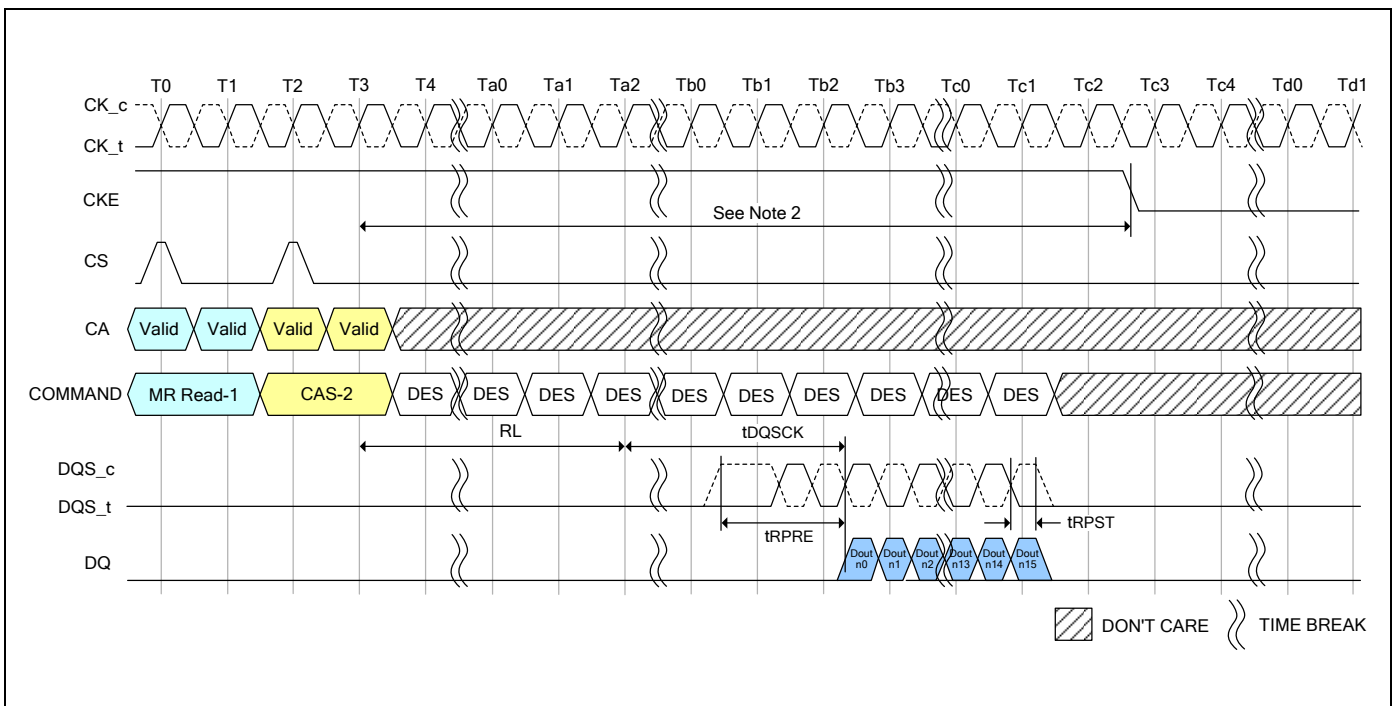 T0 T1 T2 T3 T4 Ta0 Ta1 Ta2 Tb0 Tb1 Tb2 Tb3 Tc0 Tc1 Tc2 Tc3 Tc4 Td0 Td1
CK_c
CK_t
CKE
See Note 2
CS
CA Valid Valid Valid Valid
COMMAND MR Read-1 CAS-2 DES DES DES DES DES DES DES DES DES DES
RL tDQSCK
DQS_c
DQS_t
tRPRE tRPST
DQ
Dout Dout Dout Dout Dout Dout
n0 n1 n2 n13 n14 n15
DON'T CARE TIME BREAK